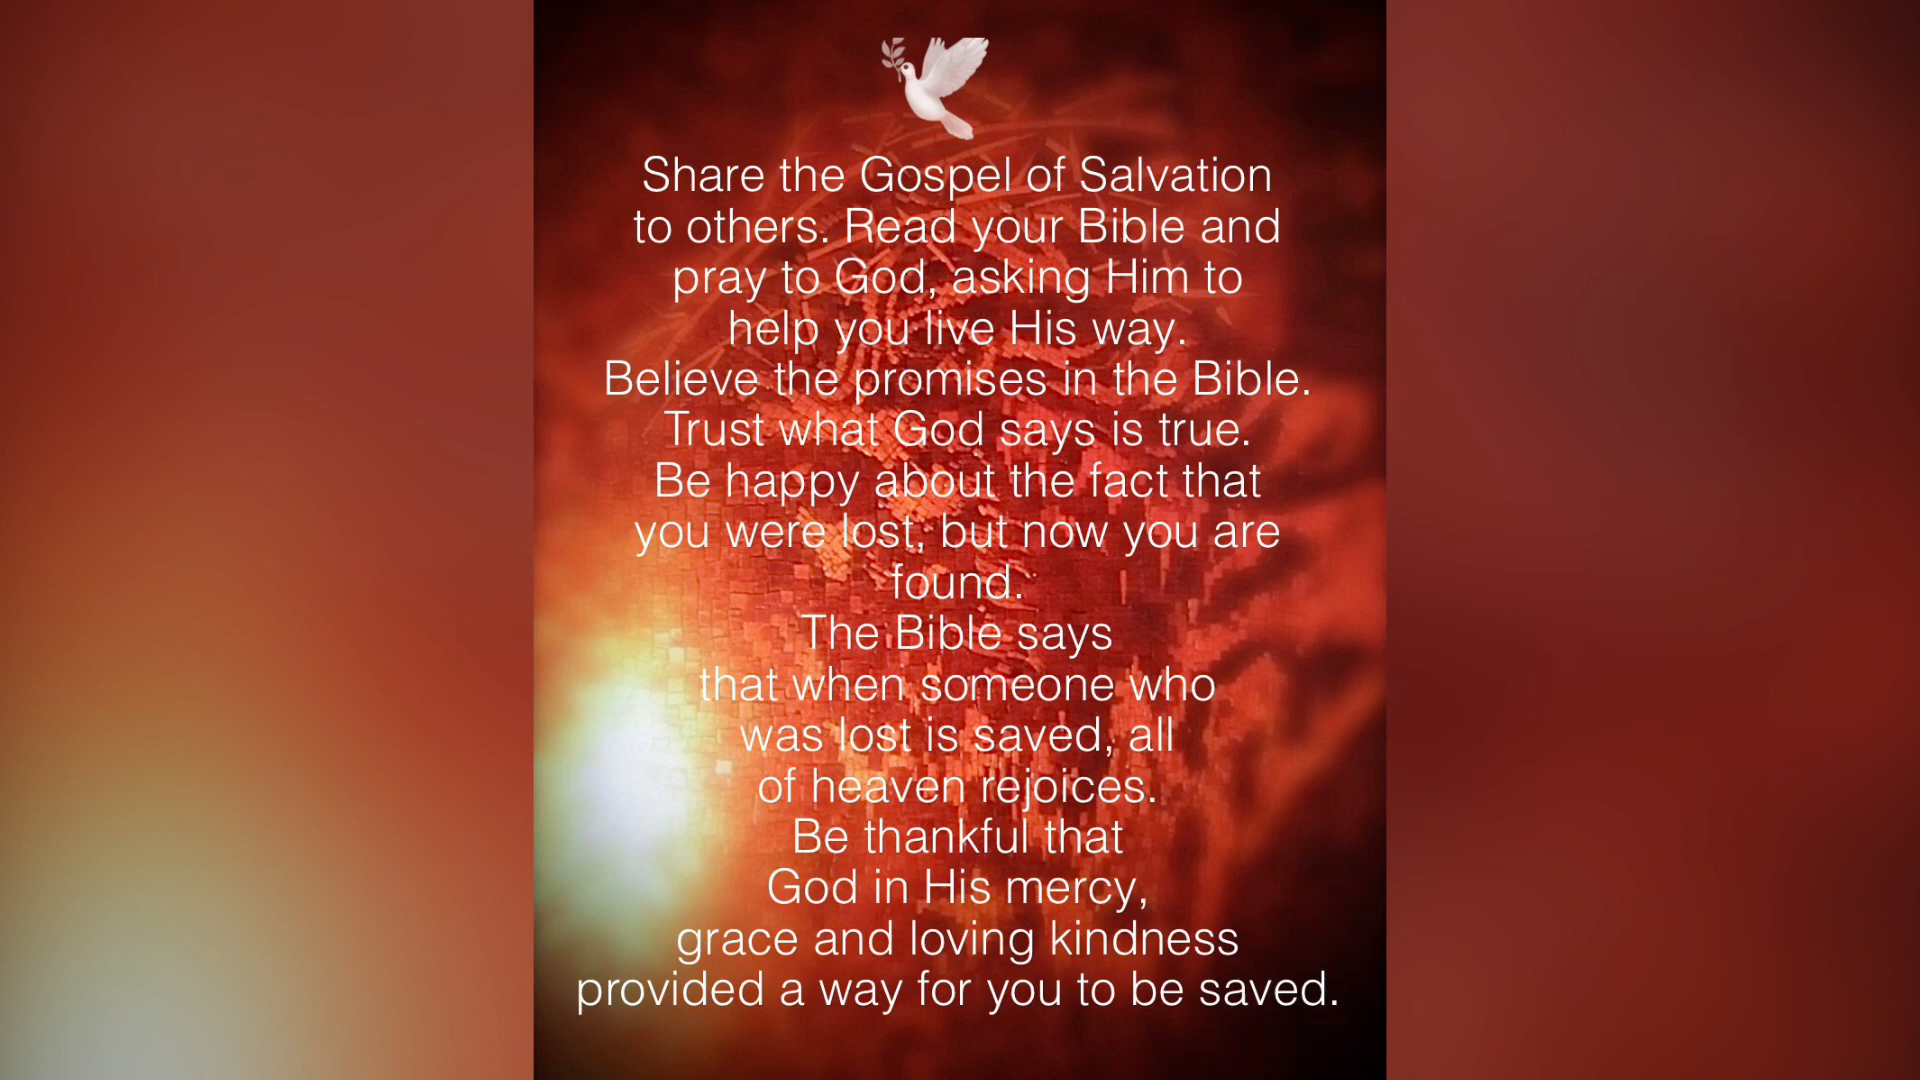 Share the Gospel of Salvation
to others. Read your Bible and
pray to God, asking Him to
help you live His way.
Believe the promises in the Bible.
Trust what God says is true.
Be happy about the fact that
you were lost, but now you are
found.
The Bible says
that when someone who
was lost is saved, all
of heaven rejoices.
Be thankful that
God in His mercy,
grace and loving kindness
provided a way for you to be saved.